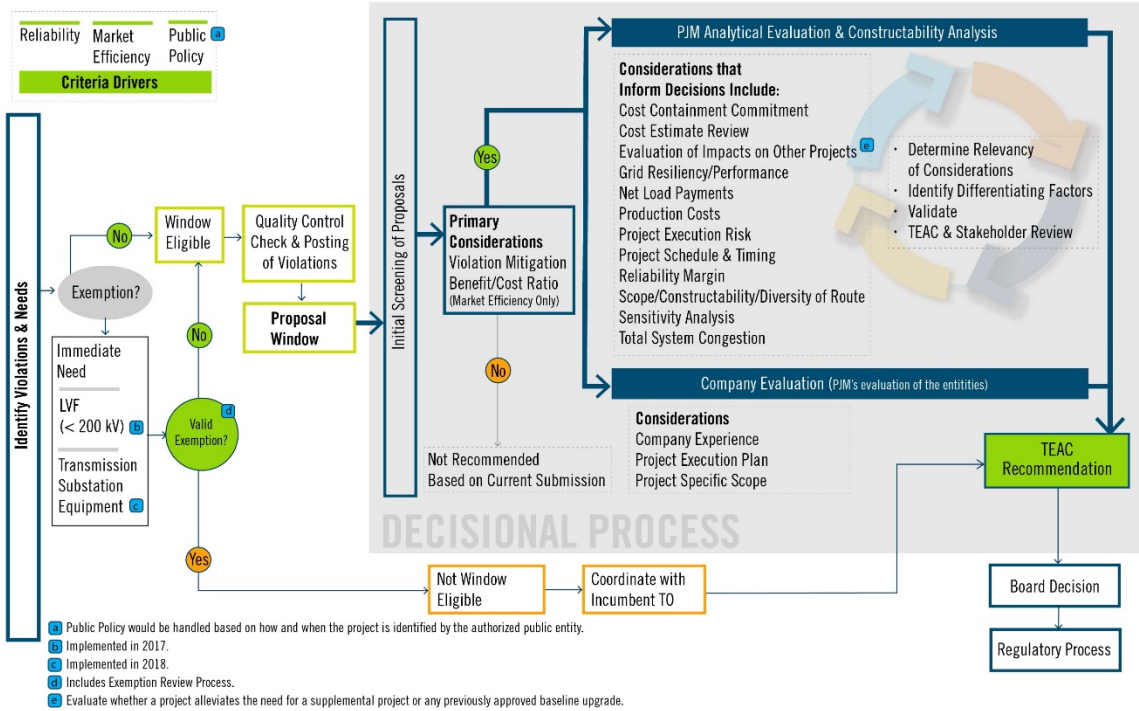 Reliability
Market
Efficiency
Public
Policy
a
Criteria Drivers
Identify Violations & Needs
Exemption?
No
Window
Eligible
Quality Control
Check & Posting
of Violations
Proposal
Window
Immediate
Need
LVF
(< 200 kV) b
Transmission
Substation
Equipment c
No
Valid
Exemption?
d
Yes
Not Window
Eligible
Coordinate with
Incumbent TO
Initial Screening of Proposals
Primary
Considerations
Violation Mitigation
Benefit/Cost Ratio
(Market Efficiency Only)
Yes
No
Not Recommended
Based on Current Submission
PJM Analytical Evaluation & Constructability Analysis
Considerations that
Inform Decisions Include:
Cost Containment Commitment
Cost Estimate Review
Evaluation of Impacts on Other Projects e
Grid Resiliency/Performance
Net Load Payments
Production Costs
Project Execution Risk
Project Schedule & Timing
Reliability Margin
Scope/Constructability/Diversity of Route
Sensitivity Analysis
Total System Congestion
• Determine Relevancy
of Considerations
• Identify Differentiating Factors
• Validate
• TEAC & Stakeholder Review
Company Evaluation (PJM's evaluation of the entities)
Considerations
Company Experience
Project Execution Plan
Project Specific Scope
DECISIONAL PROCESS
TEAC
Recommendation
Board Decision
Regulatory Process
a Public Policy would be handled based on how and when the project is identified by the authorized public entity.
b Implemented in 2017.
c Implemented in 2018.
d Includes Exemption Review Process.
e Evaluate whether a project alleviates the need for a supplemental project or any previously approved baseline upgrade.